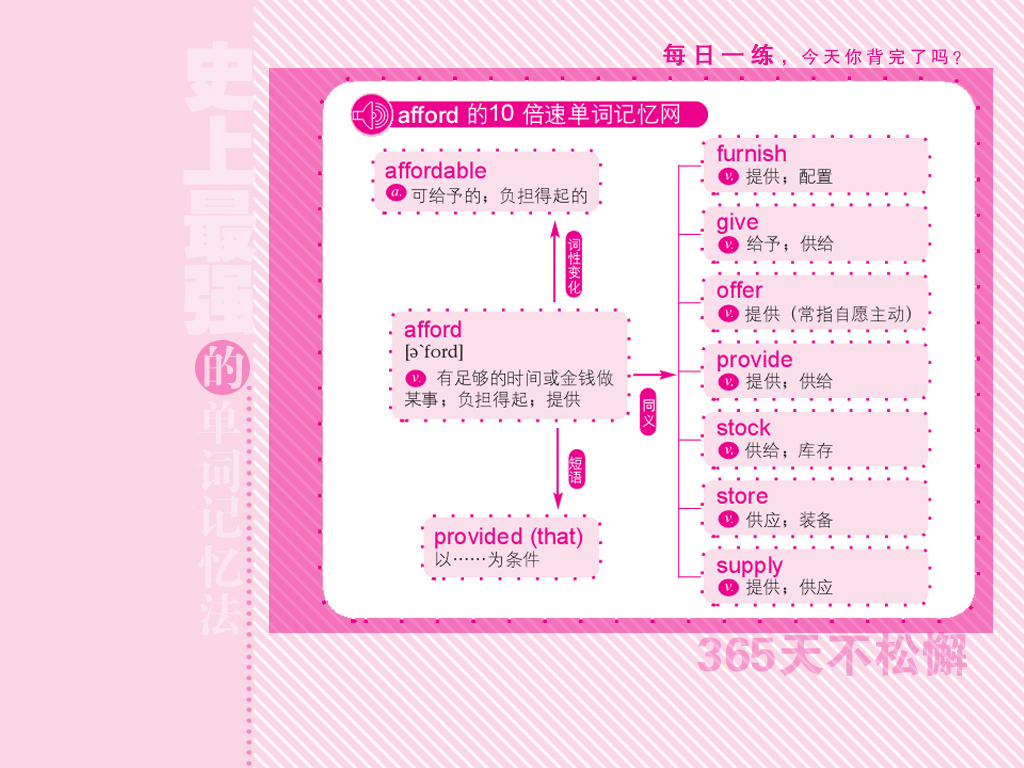 史上最强的单词记忆法
每日一练，今天你背完了吗?
afford 的10 倍速单词记忆网
affordable
a. 可给予的；负担得起的
词性变化
afford
[ə`ford]
v. 有足够的时间或金钱做
某事；负担得起；提供
同义
短语
provided (that)
以……为条件
furnish
v. 提供；配置
give
v. 给予；供给
offer
v. 提供（常指自愿主动）
provide
v. 提供；供给
stock
v. 供给；库存
store
v. 供应；装备
supply
v. 提供；供应
365天不松懈